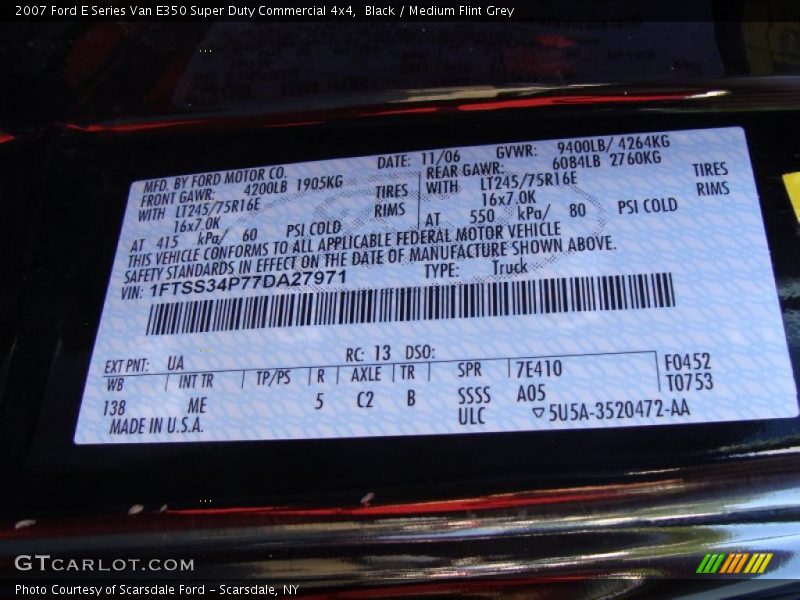 2007 Ford E Series Van E350 Super Duty Commercial 4x4, Black / Medium Flint Grey
MFD. BY FORD MOTOR CO. DATE: 11/06 GVWR: 9400LB/ 4264KG
FRONT GAWR: 4200LB 1905KG REAR GAWR: 6084LB 2760KG
WITH LT245/75R16E TIRES WITH LT245/75R16E TIRES
16x7.0K RIMS 16x7.0K RIMS
AT 415 kPa/ 60 PSI COLD AT 550 kPa/ 80 PSI COLD
THIS VEHICLE CONFORMS TO ALL APPLICABLE FEDERAL MOTOR VEHICLE
SAFETY STANDARDS IN EFFECT ON THE DATE OF MANUFACTURE SHOWN ABOVE.
VIN: 1FTSS34P77DA27971 TYPE: Truck
EXT PNT: UA RC: 13 DSO:
WB INT TR TP/PS R AXLE TR SPR 7E410 F0452
138 ME 5 C2 B SSSS A05 T0753
MADE IN U.S.A. ULC ▽5U5A-3520472-AA
GTCARLOT.COM
Photo Courtesy of Scarsdale Ford - Scarsdale, NY